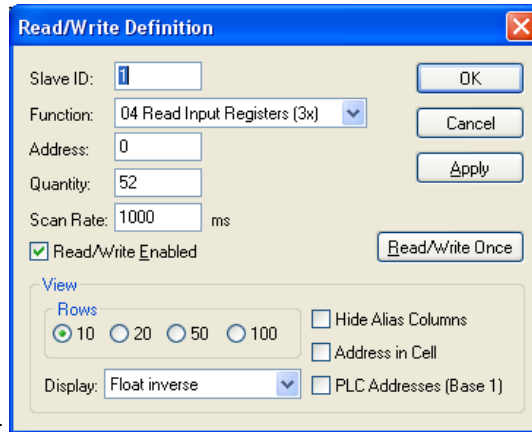 Read/Write Definition
Slave ID: 1
OK
Function: 04 Read Input Registers (3x)
Cancel
Address: 0
Apply
Quantity: 52
Scan Rate: 1000 ms
Read/Write Enabled
Read/Write Once
View
Rows
10 20 50 100
Hide Alias Columns
Address in Cell
Display: Float inverse
PLC Addresses (Base 1)